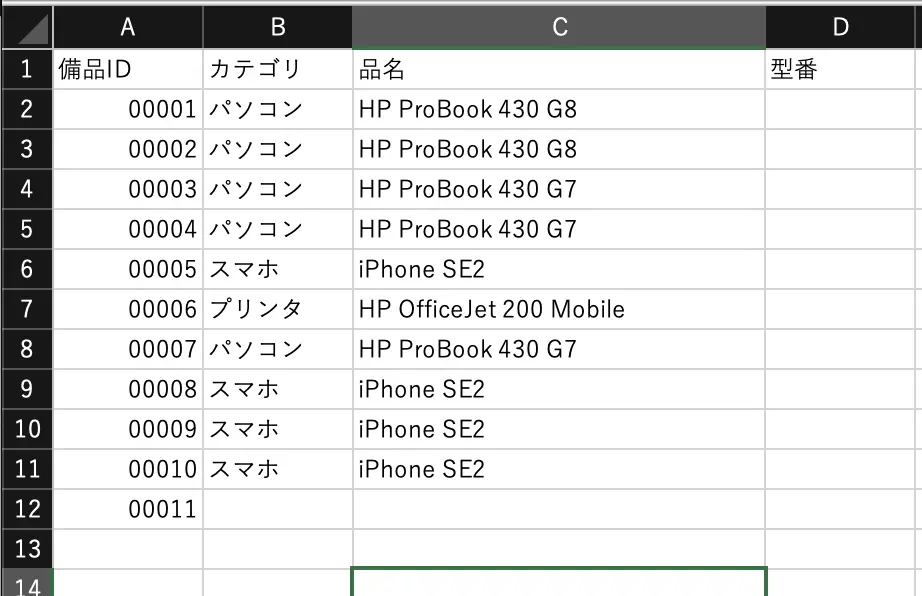 A B C D
1 備品ID カテゴリ 品名 型番
2 00001 パソコン HP ProBook 430 G8
3 00002 パソコン HP ProBook 430 G8
4 00003 パソコン HP ProBook 430 G7
5 00004 パソコン HP ProBook 430 G7
6 00005 スマホ iPhone SE2
7 00006 プリンタ HP OfficeJet 200 Mobile
8 00007 パソコン HP ProBook 430 G7
9 00008 スマホ iPhone SE2
10 00009 スマホ iPhone SE2
11 00010 スマホ iPhone SE2
12 00011
13
14